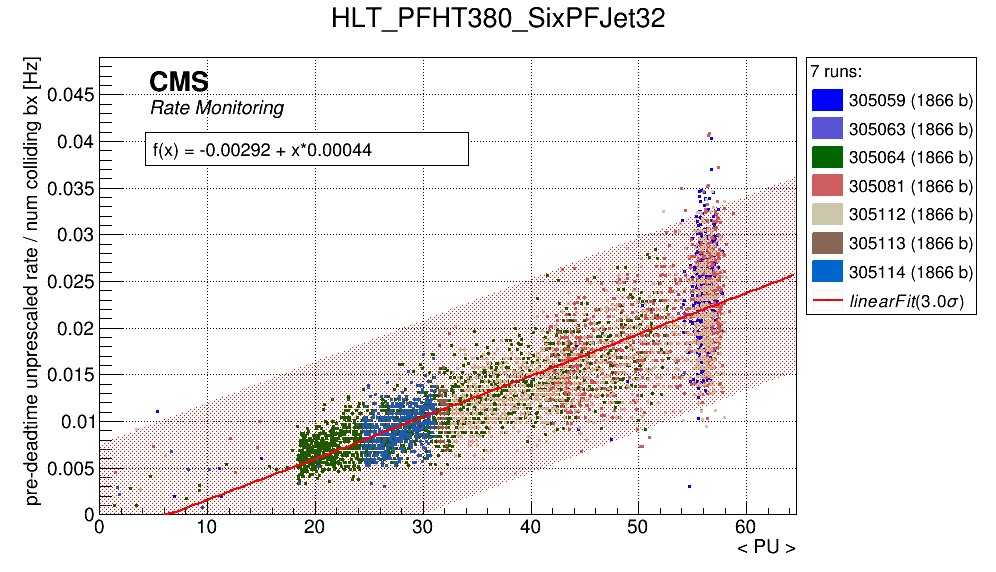 HLT_PFHT380_SixPFJet32
pre-deadtime unprescaled rate / num colliding bx [Hz]
CMS
Rate Monitoring
f(x) = -0.00292 + x*0.00044
0.045
0.04
0.035
0.03
0.025
0.02
0.015
0.01
0.005
0
0 10 20 30 40 50 60
< PU >
7 runs:
305059 (1866 b)
305063 (1866 b)
305064 (1866 b)
305081 (1866 b)
305112 (1866 b)
305113 (1866 b)
305114 (1866 b)
linearFit(3.0σ)